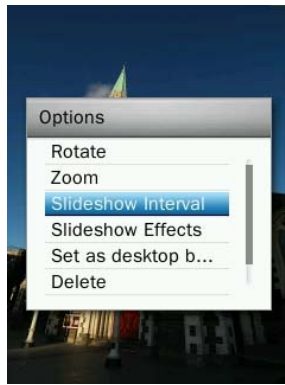 Options
Rotate
Zoom
Slideshow Interval
Slideshow Effects
Set as desktop b...
Delete